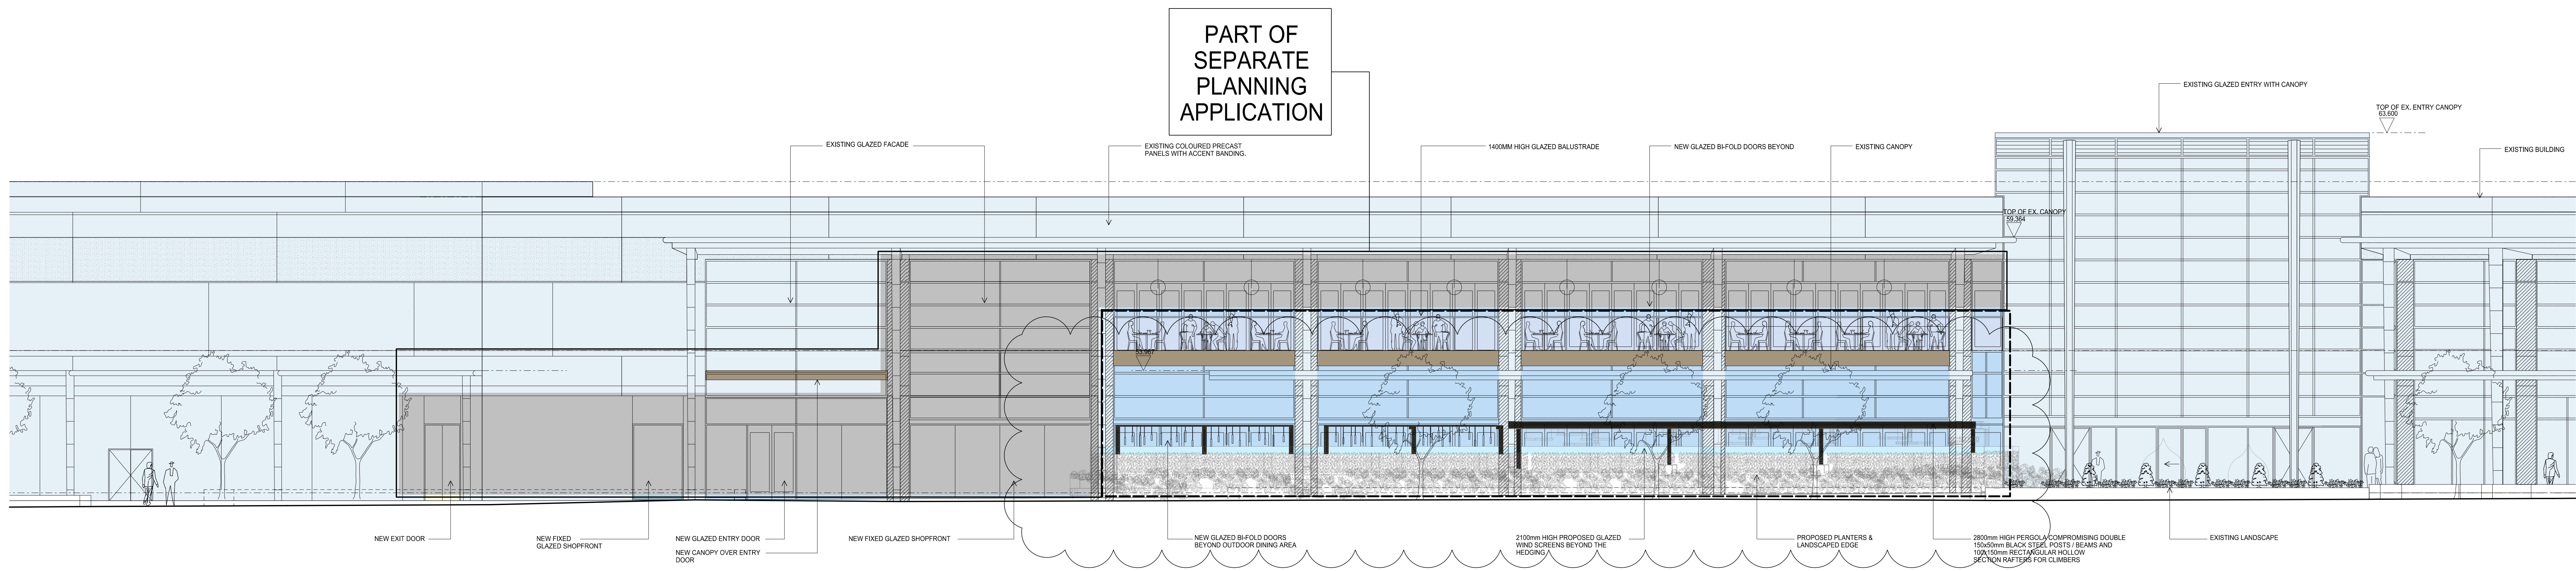 PART OF
SEPARATE
PLANNING
APPLICATION
EXISTING GLAZED ENTRY WITH CANOPY
TOP OF EX. ENTRY CANOPY
63.600
EXISTING GLAZED FACADE
EXISTING COLOURED PRECAST
PANELS WITH ACCENT BANDING.
1400MM HIGH GLAZED BALUSTRADE
NEW GLAZED BI-FOLD DOORS BEYOND
EXISTING CANOPY
EXISTING BUILDING
TOP OF EX. CANOPY
59.364
NEW EXIT DOOR
NEW FIXED
GLAZED SHOPFRONT
NEW GLAZED ENTRY DOOR
NEW CANOPY OVER ENTRY
DOOR
NEW FIXED GLAZED SHOPFRONT
NEW GLAZED BI-FOLD DOORS
BEYOND OUTDOOR DINING AREA
2100mm HIGH PROPOSED GLAZED
WIND SCREENS BEYOND THE
HEDGING
PROPOSED PLANTERS &
LANDSCAPED EDGE
2800mm HIGH PERGOLA COMPROMISING DOUBLE
150x50mm BLACK STEEL POSTS / BEAMS AND
100x150mm RECTANGULAR HOLLOW
SECTION RAFTERS FOR CLIMBERS
EXISTING LANDSCAPE